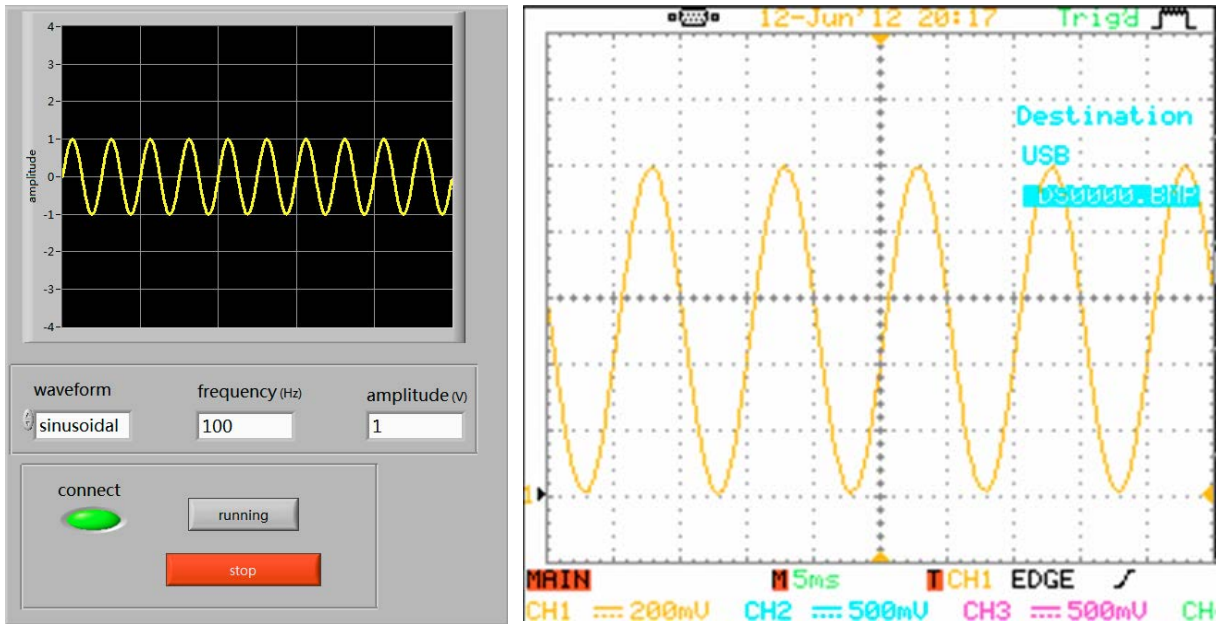 4
3
2
1
0
-1
-2
-3
-4
amplitude
waveform
frequency (Hz)
amplitude (V)
sinusoidal
100
1
connect
running
stop
12-Jun'12 20:17 Trig'd
Destination
USB
DS0000.BMP
1
MAIN M 5ms T CH1 EDGE
CH1 200mV CH2 500mV CH3 500mV CH